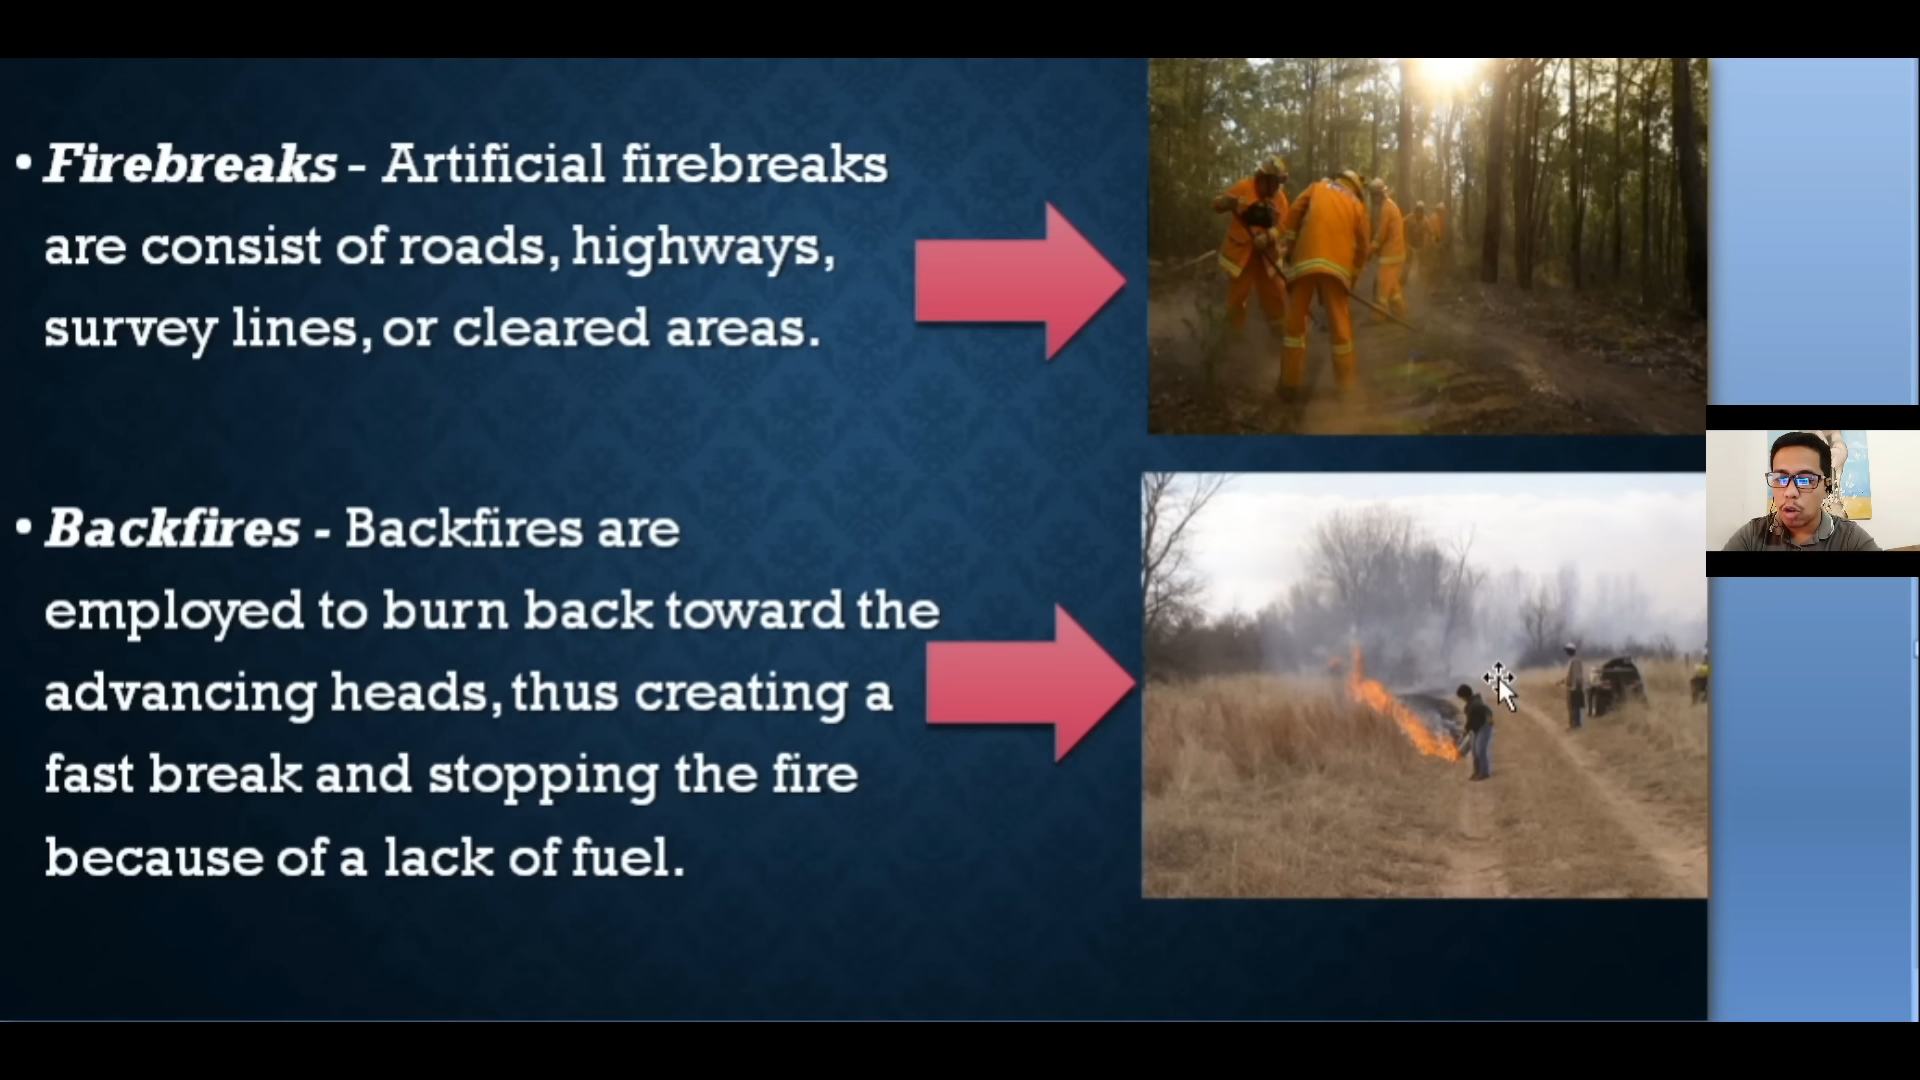 • Firebreaks - Artificial firebreaks
are consist of roads, highways,
survey lines, or cleared areas.
• Backfires - Backfires are
employed to burn back toward the
advancing heads, thus creating a
fast break and stopping the fire
because of a lack of fuel.